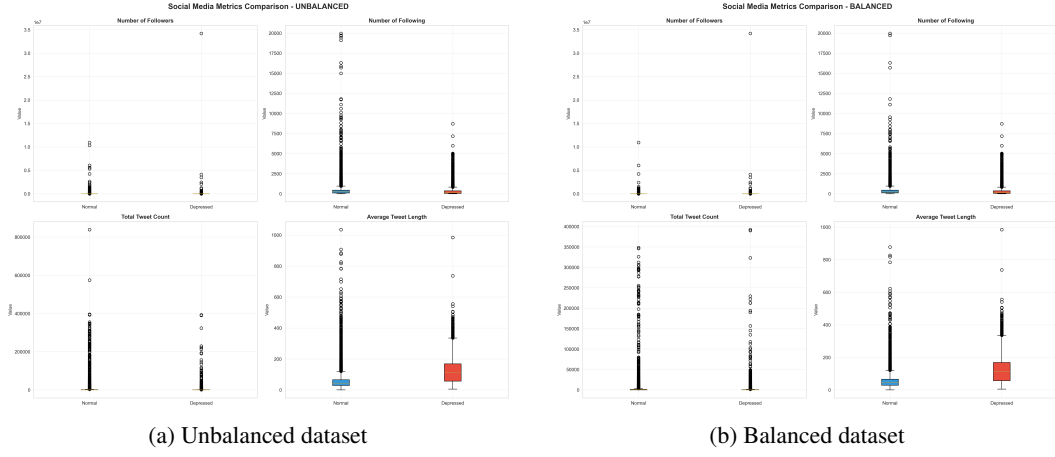 Social Media Metrics Comparison - UNBALANCED
Number of Followers
1e7
3.5
3.0
2.5
2.0
1.5
1.0
0.5
0.0
Value
Normal
Depressed
Number of Following
20000
17500
15000
12500
10000
7500
5000
2500
0
Value
Normal
Depressed
Total Tweet Count
800000
600000
400000
200000
0
Value
Normal
Depressed
Average Tweet Length
1000
800
600
400
200
0
Value
Normal
Depressed
(a) Unbalanced dataset
Social Media Metrics Comparison - BALANCED
Number of Followers
1e7
3.5
3.0
2.5
2.0
1.5
1.0
0.5
0.0
Value
Normal
Depressed
Number of Following
20000
17500
15000
12500
10000
7500
5000
2500
0
Value
Normal
Depressed
Total Tweet Count
400000
350000
300000
250000
200000
150000
100000
50000
0
Value
Normal
Depressed
Average Tweet Length
1000
800
600
400
200
0
Value
Normal
Depressed
(b) Balanced dataset